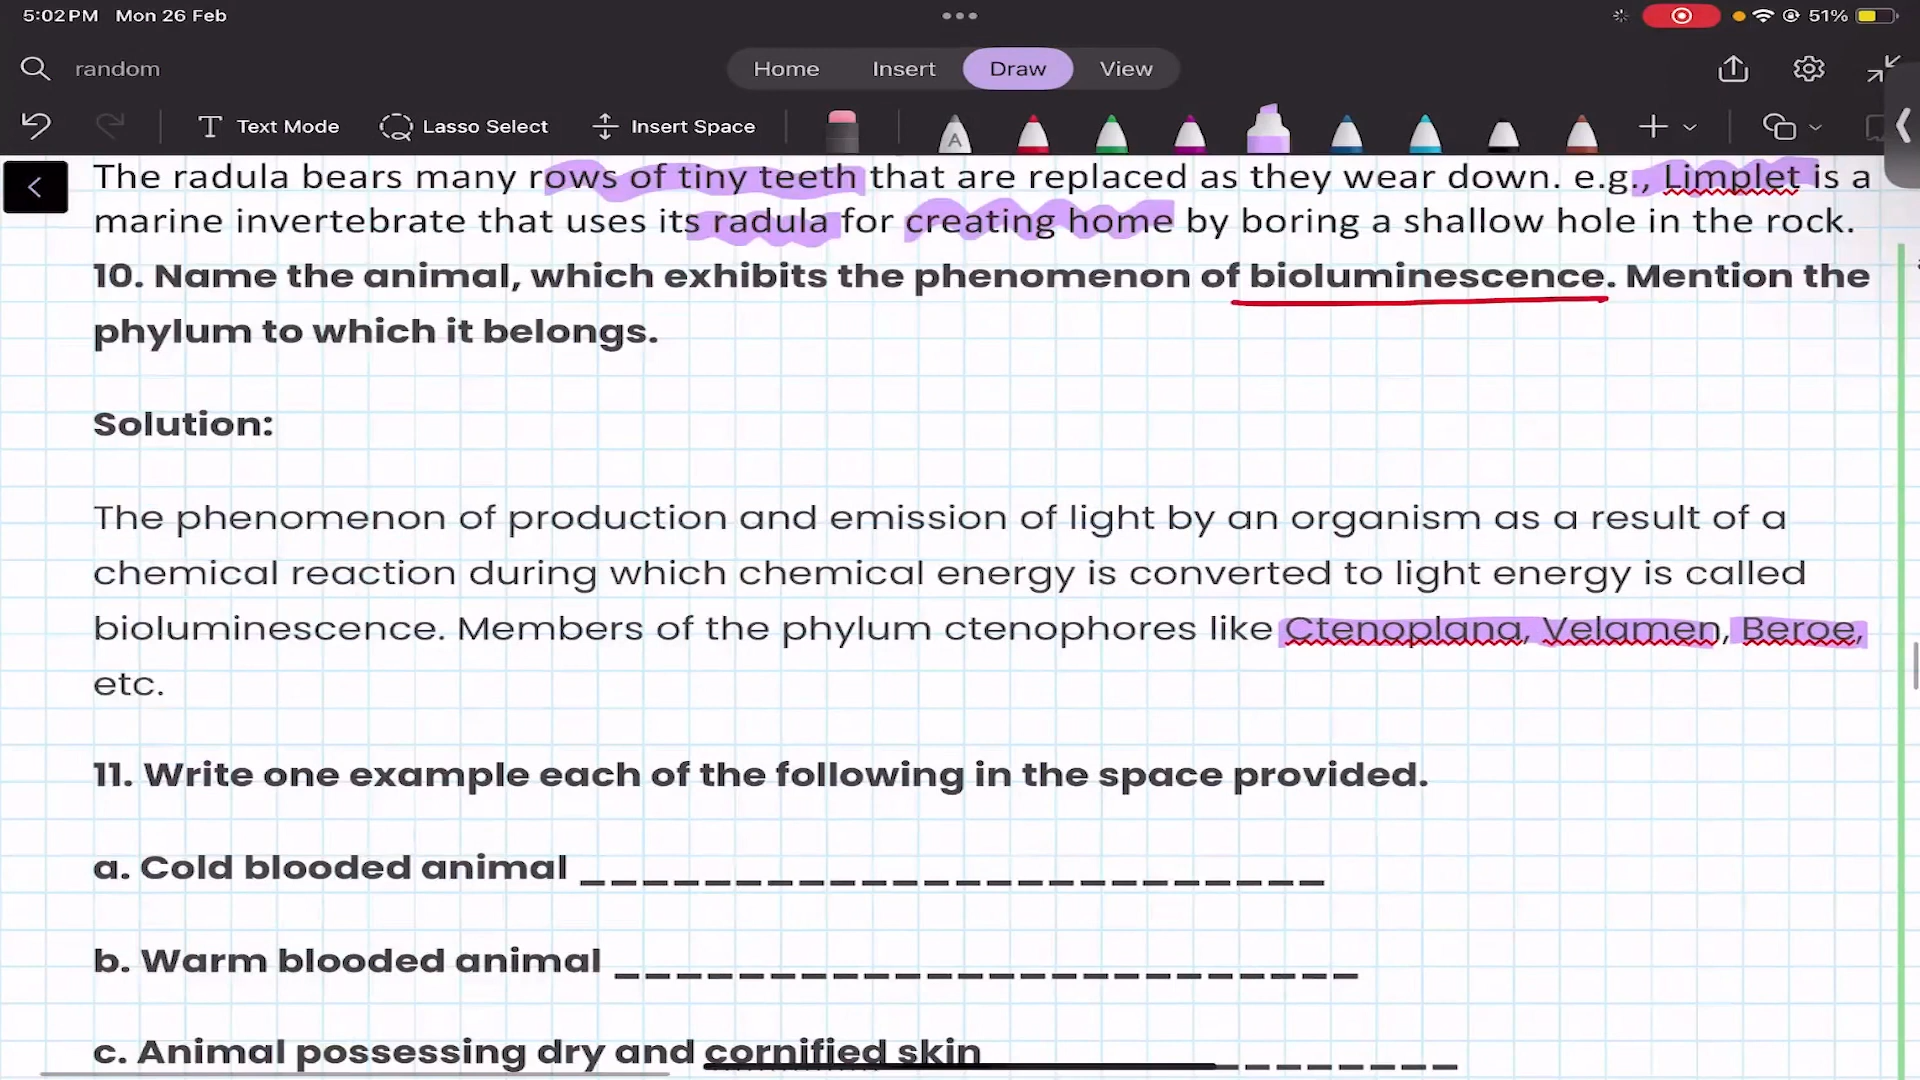 5:02 PM Mon 26 Feb
51%
random
Home Insert Draw View
Text Mode Lasso Select Insert Space
A
The radula bears many rows of tiny teeth that are replaced as they wear down. e.g., Limplet is a
marine invertebrate that uses its radula for creating home by boring a shallow hole in the rock.
10. Name the animal, which exhibits the phenomenon of bioluminescence. Mention the
phylum to which it belongs.
Solution:
The phenomenon of production and emission of light by an organism as a result of a
chemical reaction during which chemical energy is converted to light energy is called
bioluminescence. Members of the phylum ctenophores like Ctenoplana, Velamen, Beroe,
etc.
11. Write one example each of the following in the space provided.
a. Cold blooded animal ________________________
b. Warm blooded animal ________________________
c. Animal possessing dry and cornified skin ________